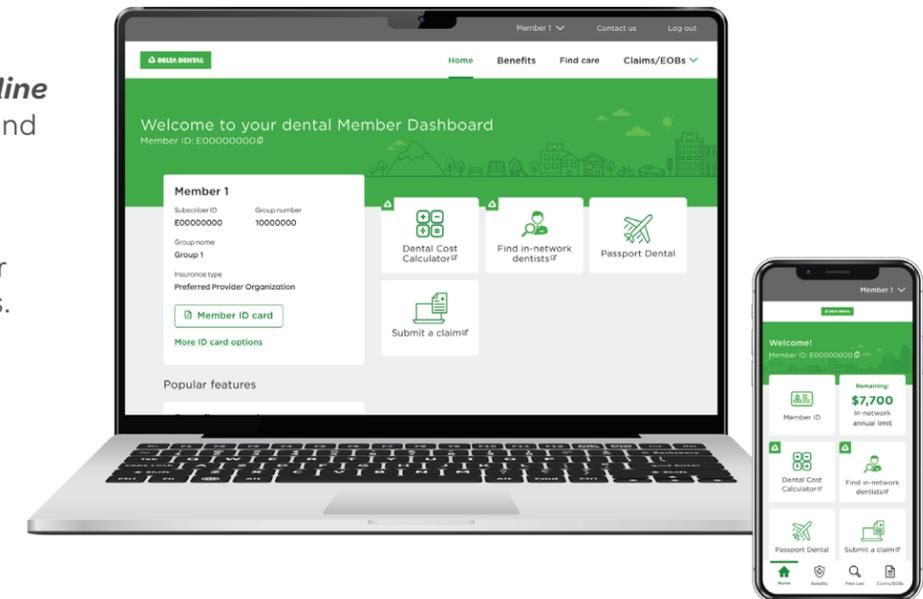 line
nd
r
s.
Member 1
Contact us
Log out
DELTA DENTAL
Home
Benefits
Find care
Claims/EOBs
Welcome to your dental Member Dashboard
Member ID: E00000000
Member 1
Subscriber ID
Group number
E00000000
10000000
Group name
Group 1
Insurance type
Preferred Provider Organization
Member ID card
More ID card options
Dental Cost
Calculator
Find in-network
dentists
Passport Dental
Submit a claim
Popular features
Member 1
DELTA DENTAL
Welcome!
Member ID: E00000000
Member ID
Remaining:
$7,700
In-network
annual limit
Dental Cost
Calculator
Find in-network
dentists
Passport Dental
Submit a claim
Home
Benefits
Find care
Claims/EOBs